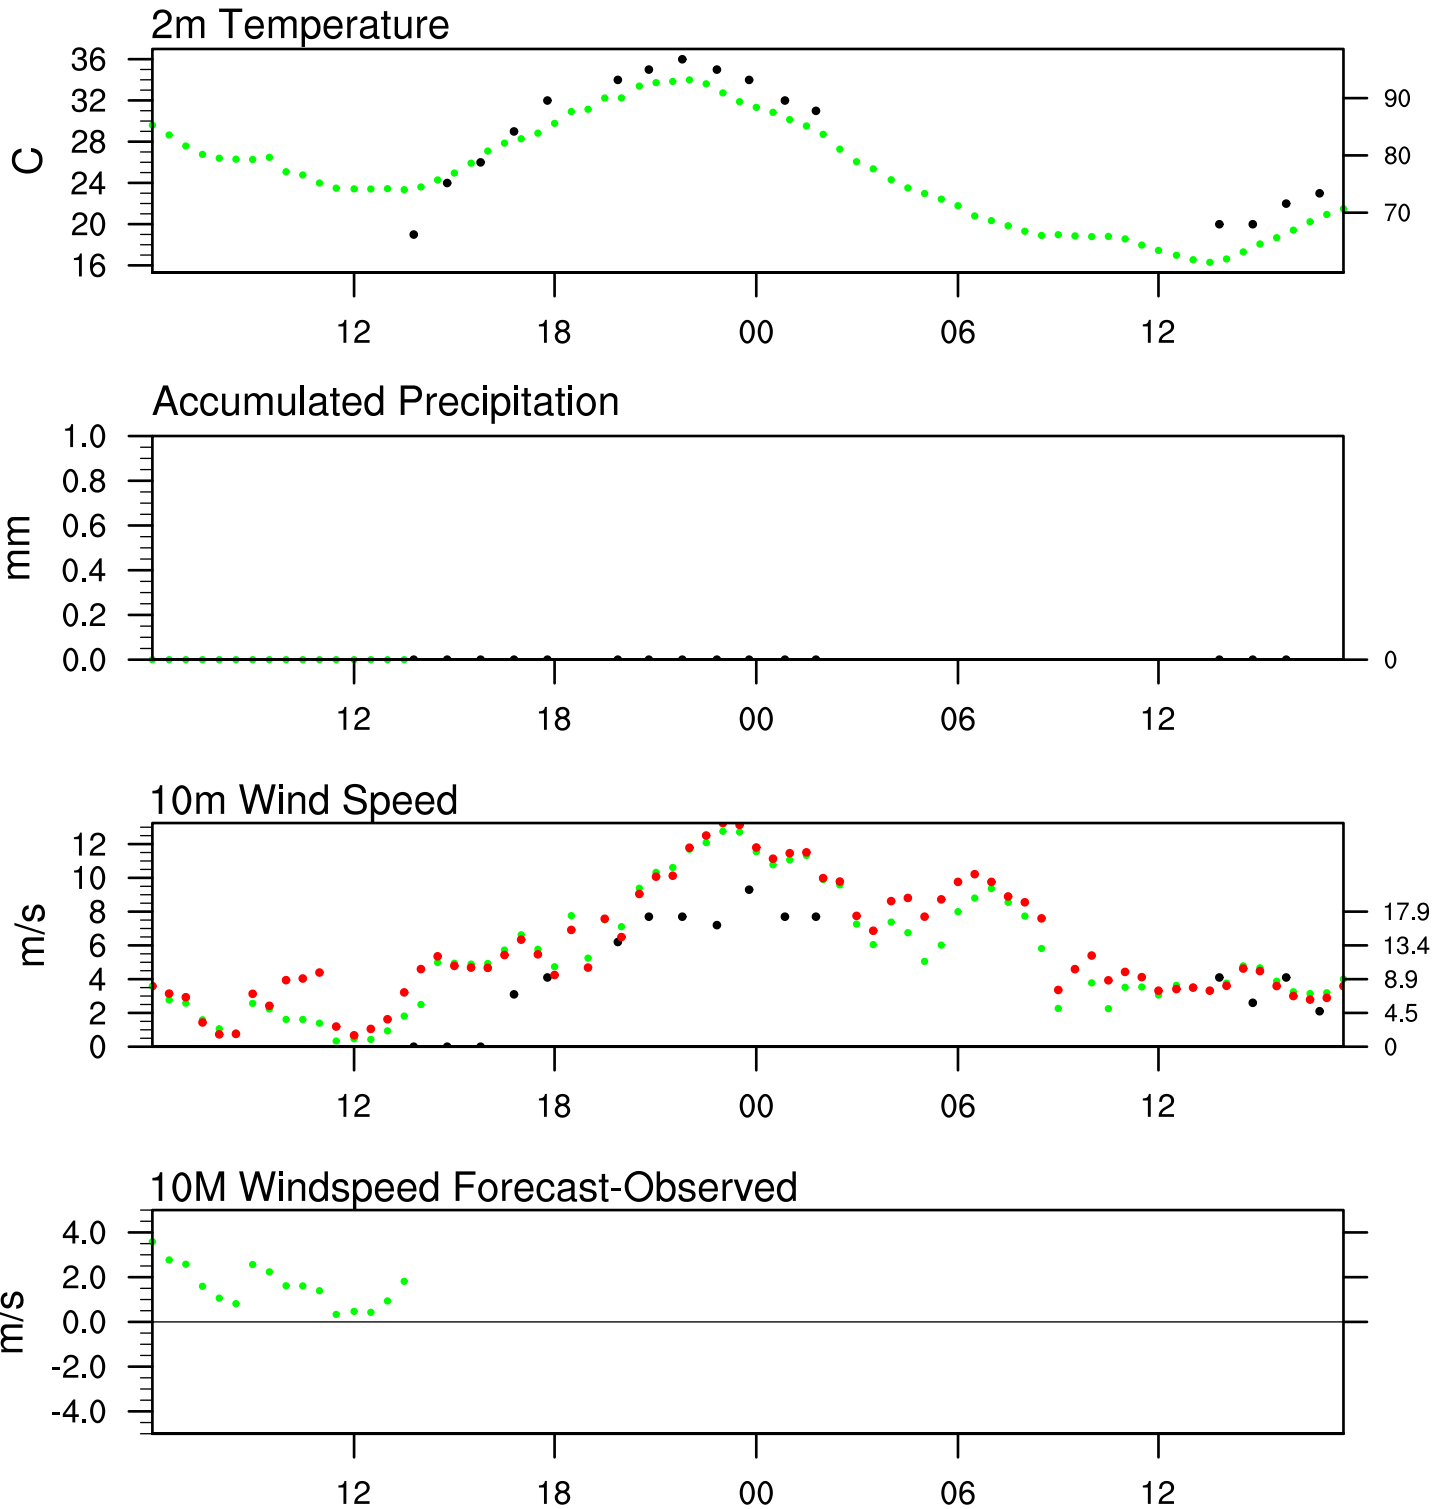 2m Temperature
36
32
28
24
20
16
C
90
80
70
12 18 00 06 12
Accumulated Precipitation
1.0
0.8
0.6
0.4
0.2
0.0
mm
0
12 18 00 06 12
10m Wind Speed
12
10
8
6
4
2
0
m/s
17.9
13.4
8.9
4.5
0
12 18 00 06 12
10M Windspeed Forecast-Observed
4.0
2.0
0.0
-2.0
-4.0
m/s
12 18 00 06 12